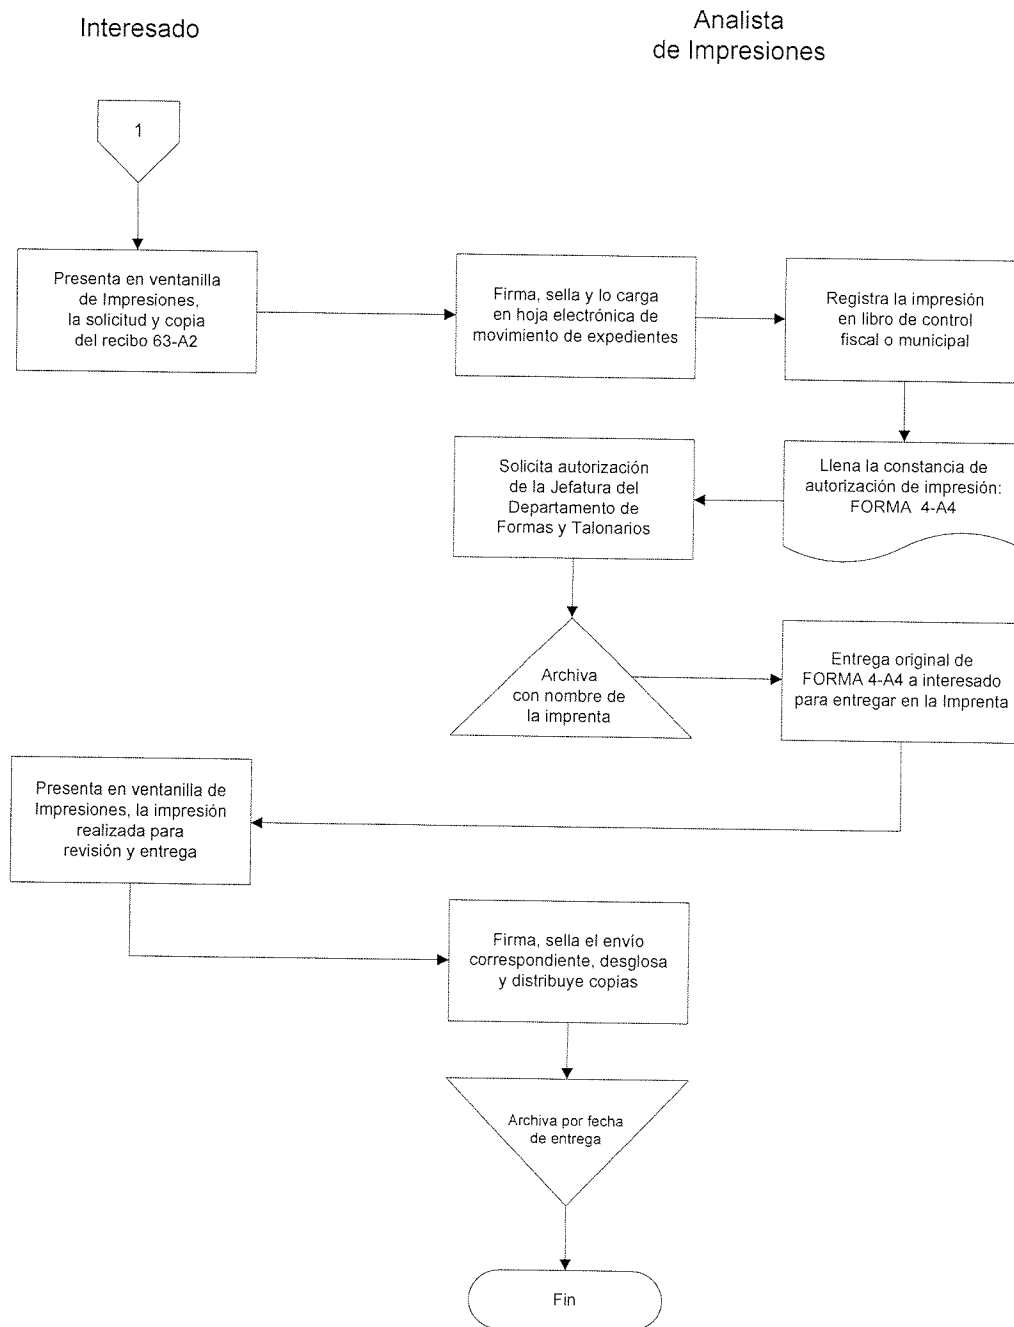 Interesado
Analista
de Impresiones
1
Presenta en ventanilla
de Impresiones,
la solicitud y copia
del recibo 63-A2
Firma, sella y lo carga
en hoja electrónica de
movimiento de expedientes
Registra la impresión
en libro de control
fiscal o municipal
Solicita autorización
de la Jefatura del
Departamento de
Formas y Talonarios
Llena la constancia de
autorización de impresión:
FORMA 4-A4
Archiva
con nombre de
la imprenta
Entrega original de
FORMA 4-A4 a interesado
para entregar en la Imprenta
Presenta en ventanilla de
Impresiones, la impresión
realizada para
revisión y entrega
Firma, sella el envío
correspondiente, desglosa
y distribuye copias
Archiva por fecha
de entrega
Fin